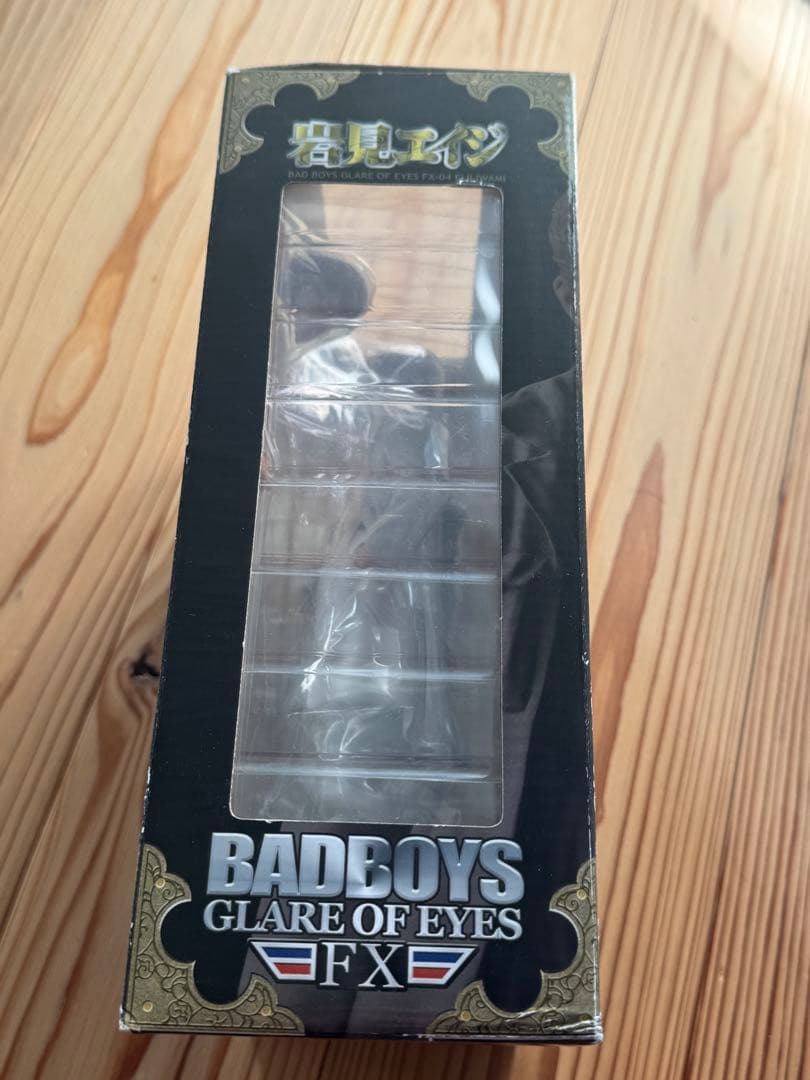 岩見エイジ
BAD BOYS GLARE OF EYES FX-04 EIJI IWAMI
BADBOYS
GLARE OF EYES
FX